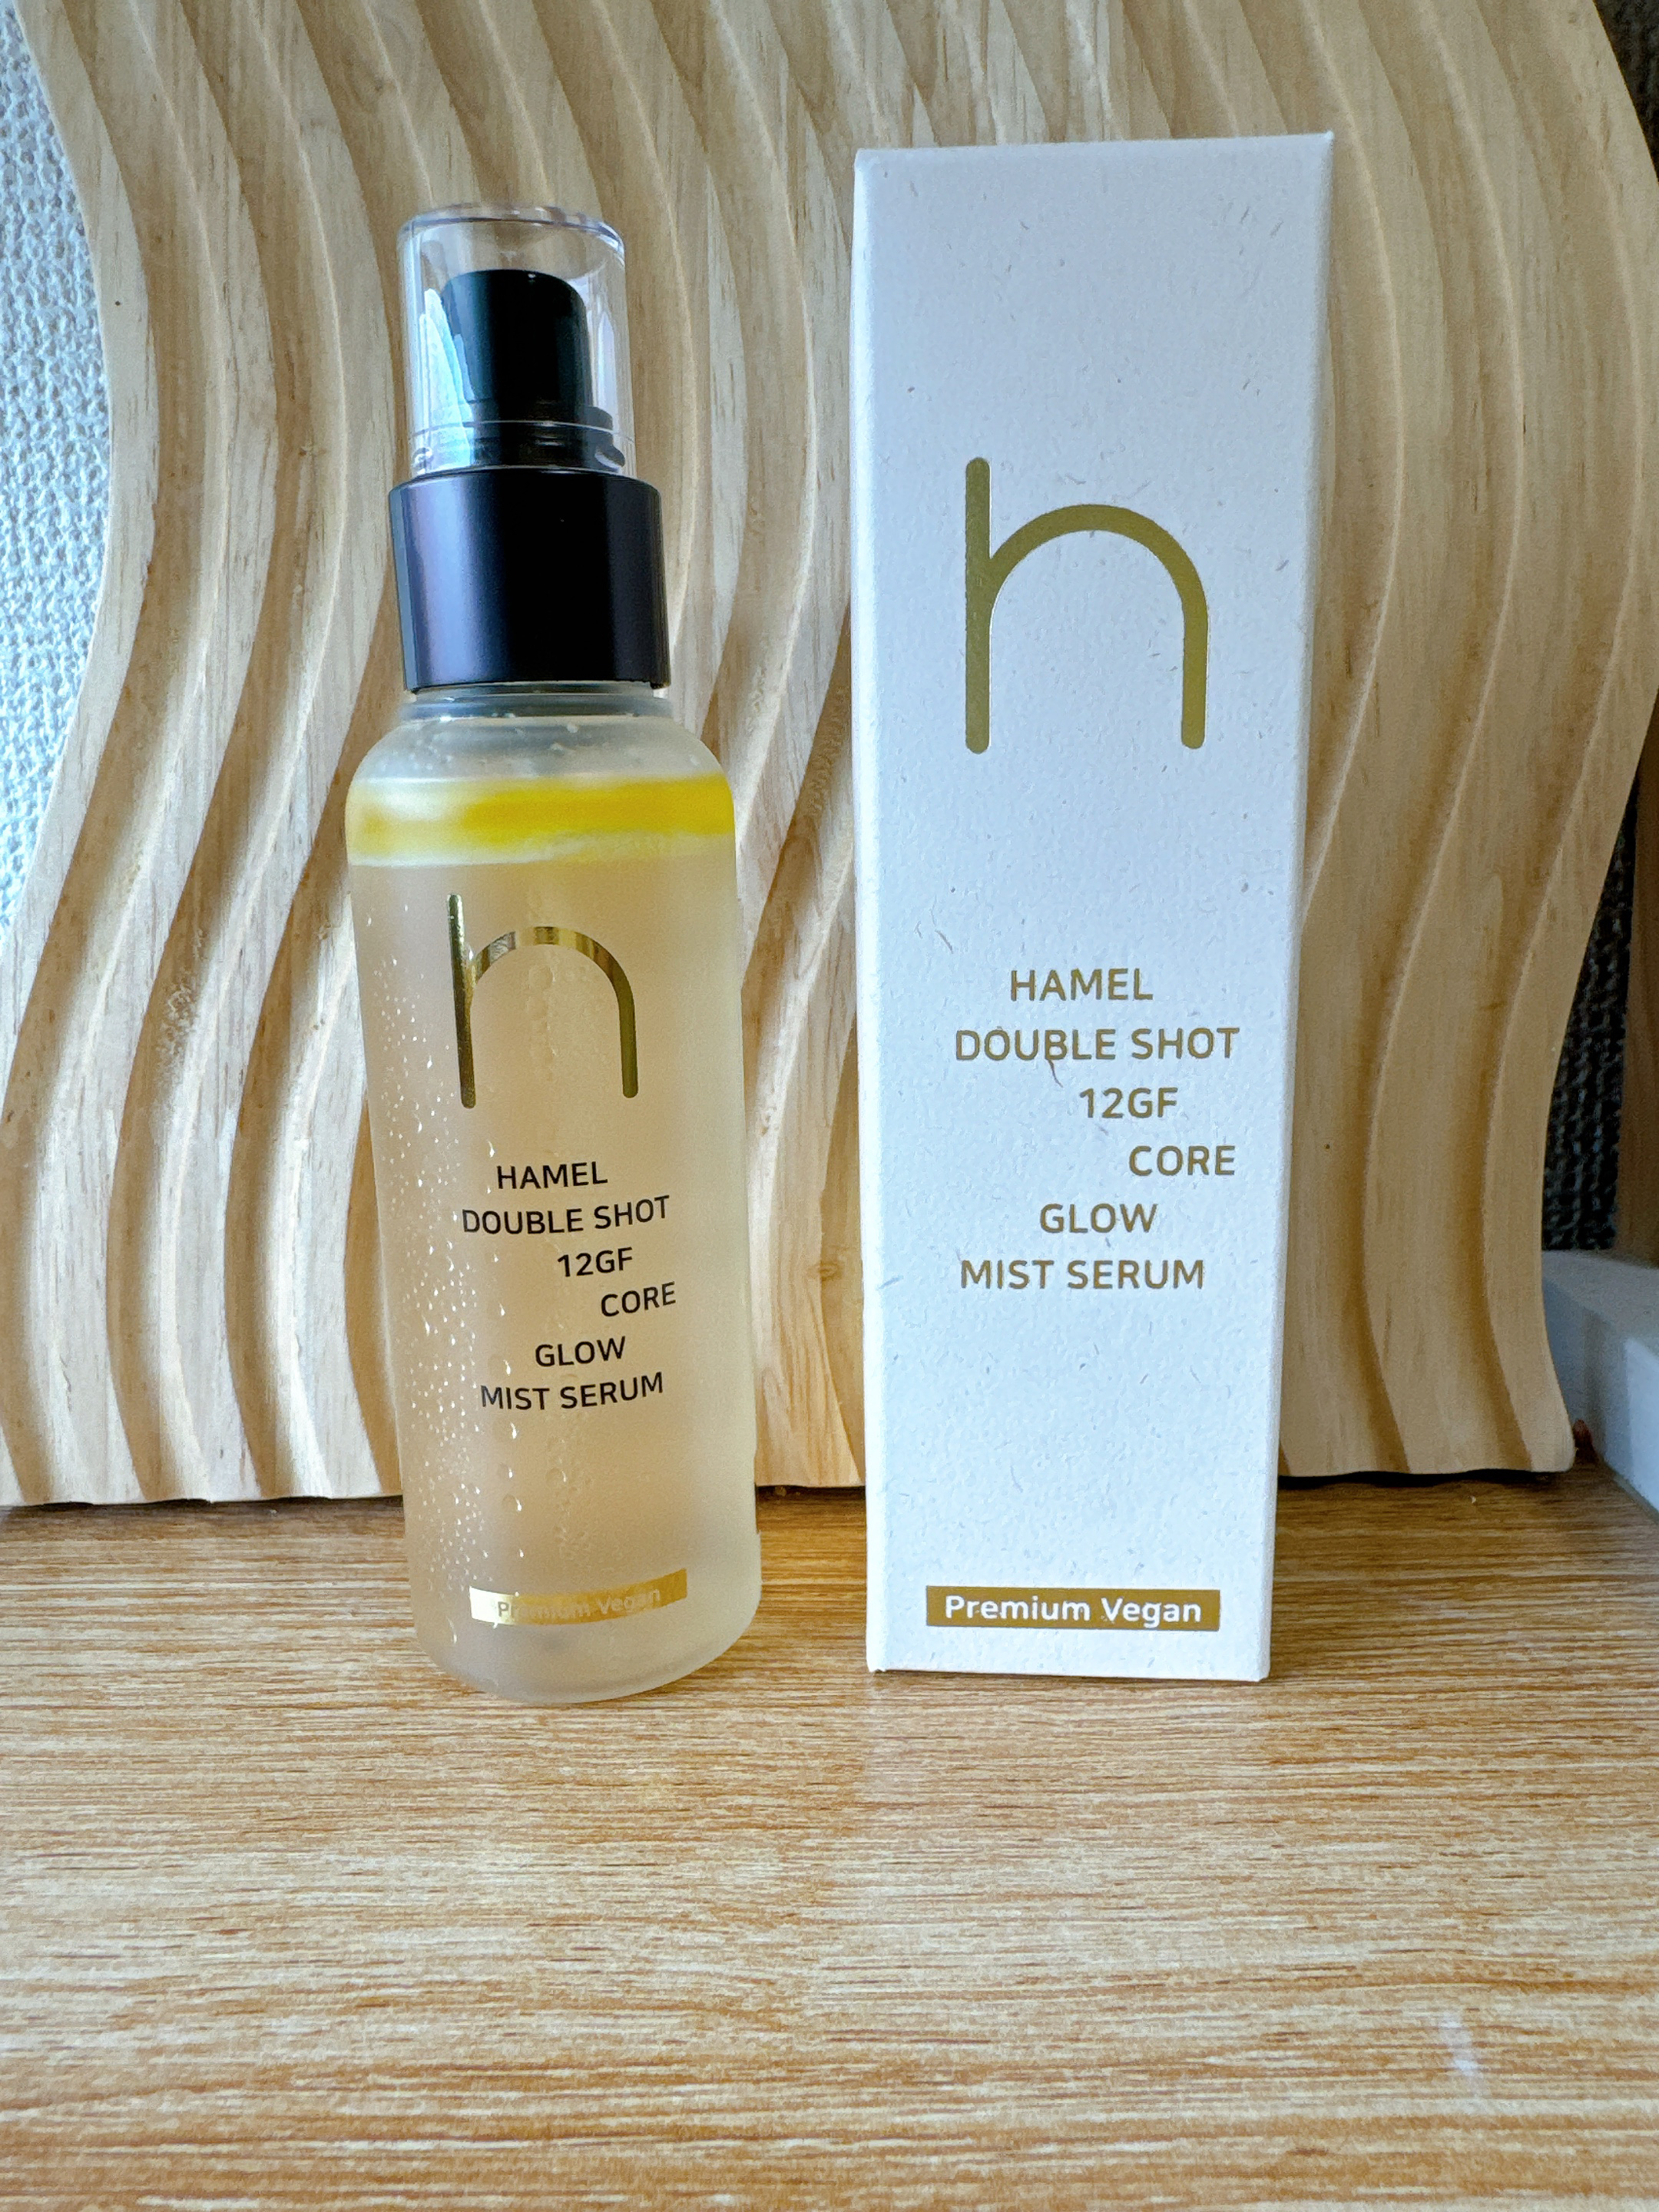 h
HAMEL
DOUBLE SHOT
12GF
CORE
GLOW
MIST SERUM
Premium Vegan
h
HAMEL
DOUBLE SHOT
12GF
CORE
GLOW
MIST SERUM
Premium Vegan